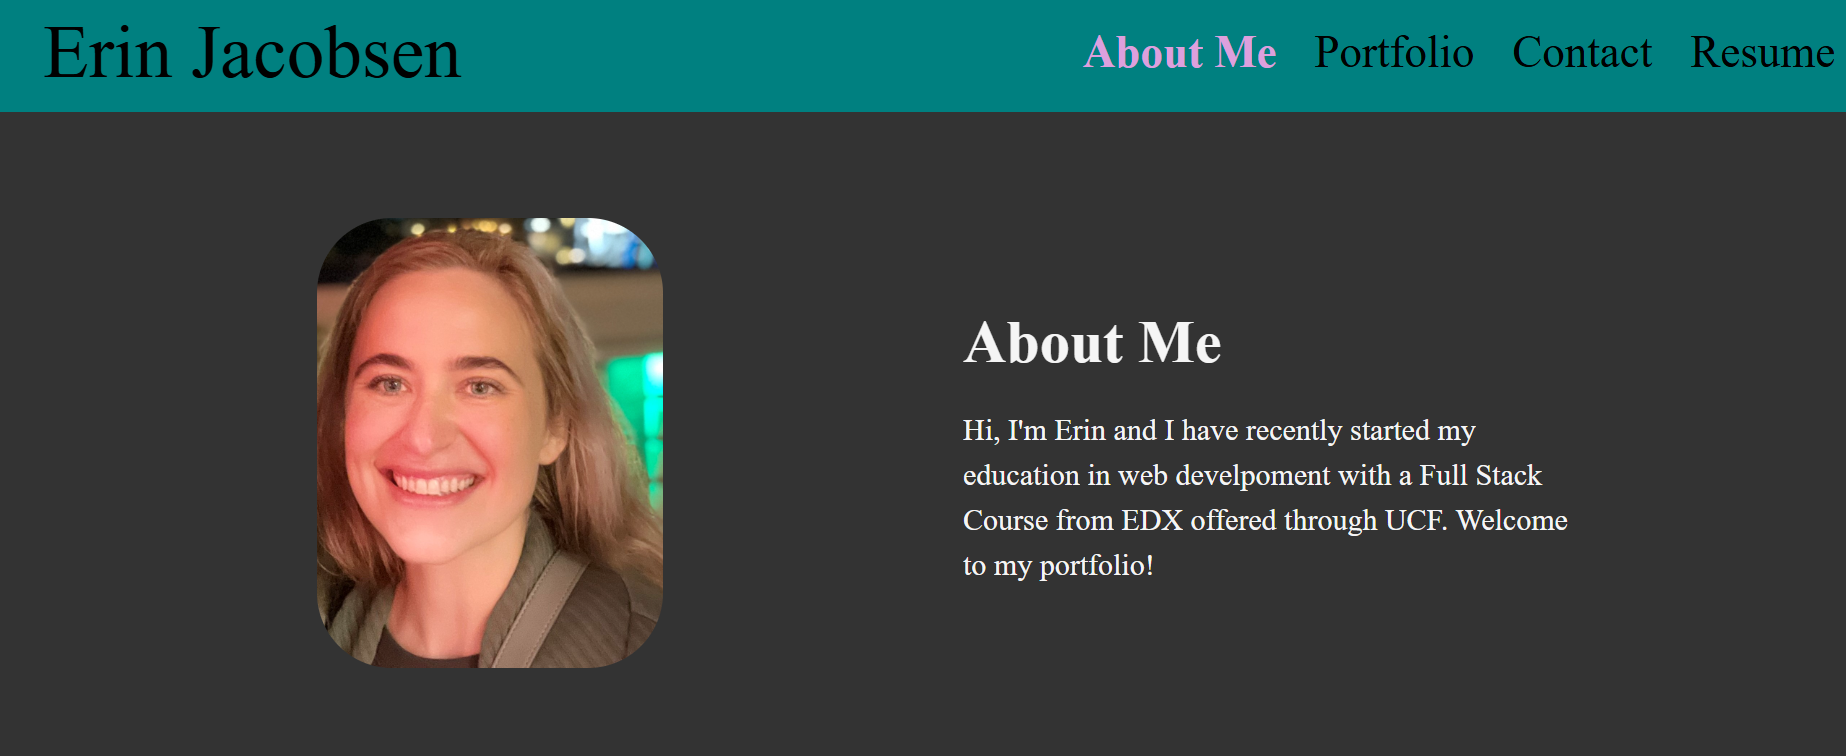 Erin Jacobsen
About Me Portfolio Contact Resume
About Me
Hi, I'm Erin and I have recently started my
education in web develpoment with a Full Stack
Course from EDX offered through UCF. Welcome
to my portfolio!